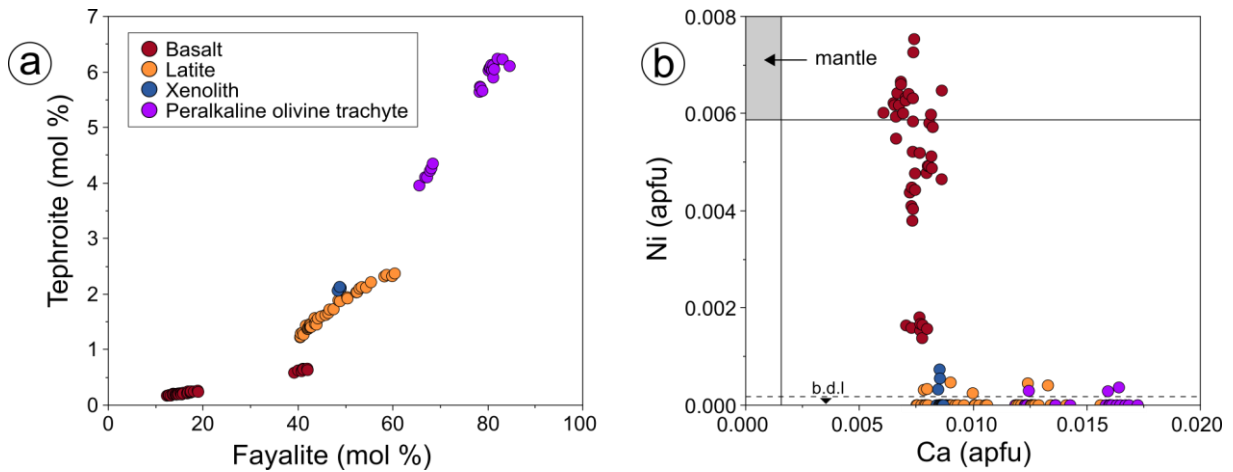 a
Tephroite (mol %)
7
6
5
4
3
2
1
0
Basalt
Latite
Xenolith
Peralkaline olivine trachyte
0
20
40
60
80
100
Fayalite (mol %)
b
Ni (apfu)
0.008
0.006
0.004
0.002
0.000
mantle
b.d.l
0.000
0.005
0.010
0.015
0.020
Ca (apfu)